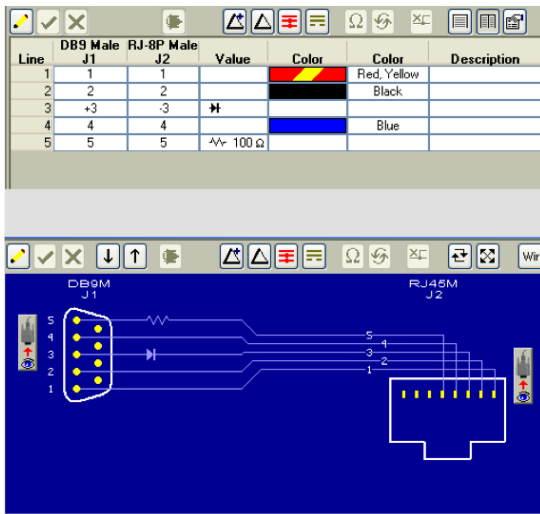 DB9 Male RJ-8P Male
Line J1 J2 Value Color Color Description
1 1 1 Red, Yellow
2 2 2 Black
3 +3 -3
4 4 4 Blue
5 5 5 100 Ω
Wir
DB9M RJ45M
J1 J2
5 5
4 4
3 3
2 2
1 1